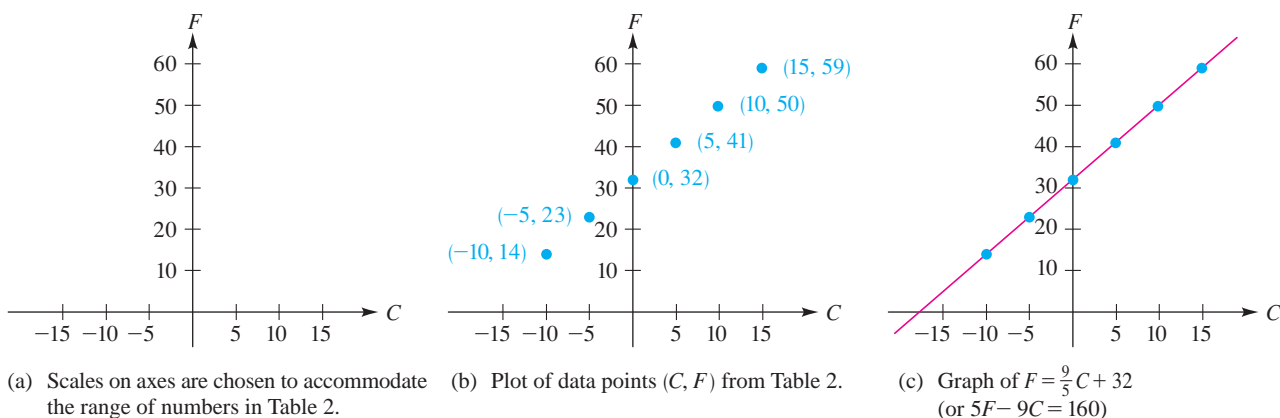 F
60
50
40
30
20
10
−15 −10 −5 5 10 15 C
(a) Scales on axes are chosen to accommodate
the range of numbers in Table 2.
F
60 (15, 59)
50 (10, 50)
40 (5, 41)
30 (0, 32)
(−5, 23) 20
(−10, 14) 10
−15 −10 −5 5 10 15 C
(b) Plot of data points (C, F) from Table 2.
F
60
50
40
30
20
10
−15 −10 −5 5 10 15 C
(c) Graph of F = 9/5 C + 32
(or 5F − 9C = 160)